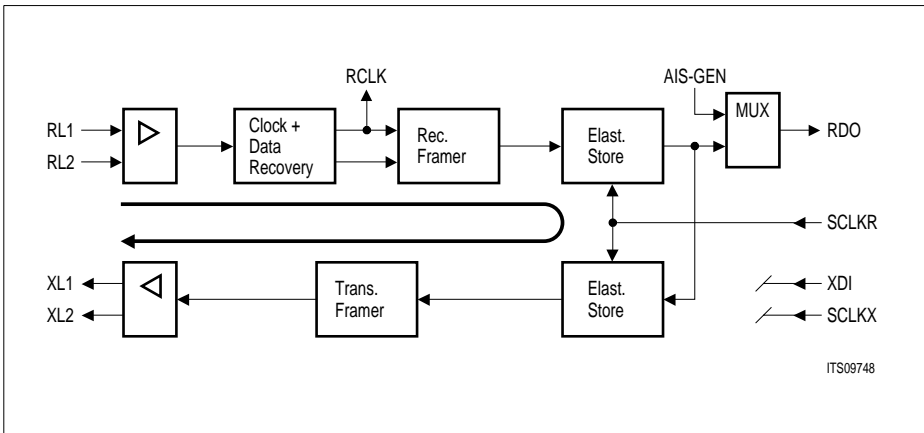 RCLK
AIS-GEN
MUX
RL1
RL2
Clock +
Data
Recovery
Rec.
Framer
Elast.
Store
RDO
SCLKR
XL1
XL2
Trans.
Framer
Elast.
Store
XDI
SCLKX
ITS09748